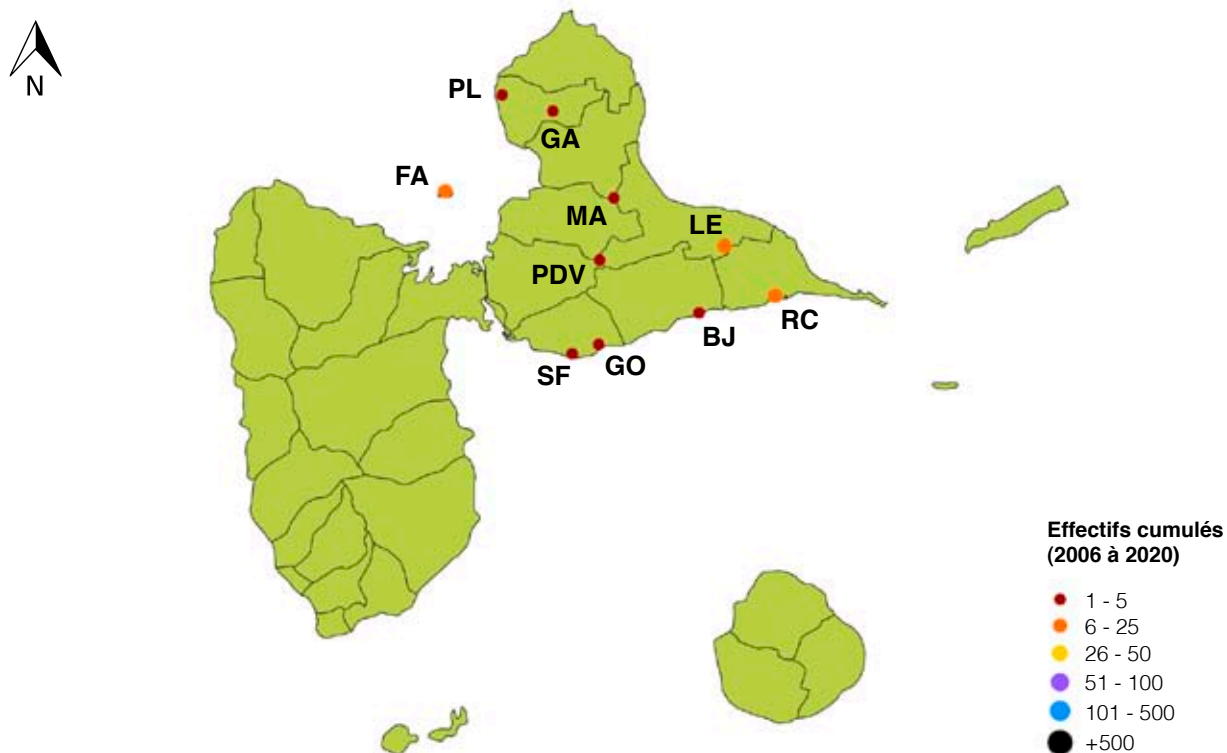 N
PL
GA
FA
MA
LE
PDV
RC
BJ
GO
SF
Effectifs cumulés
(2006 à 2020)
1 - 5
6 - 25
26 - 50
51 - 100
101 - 500
+500